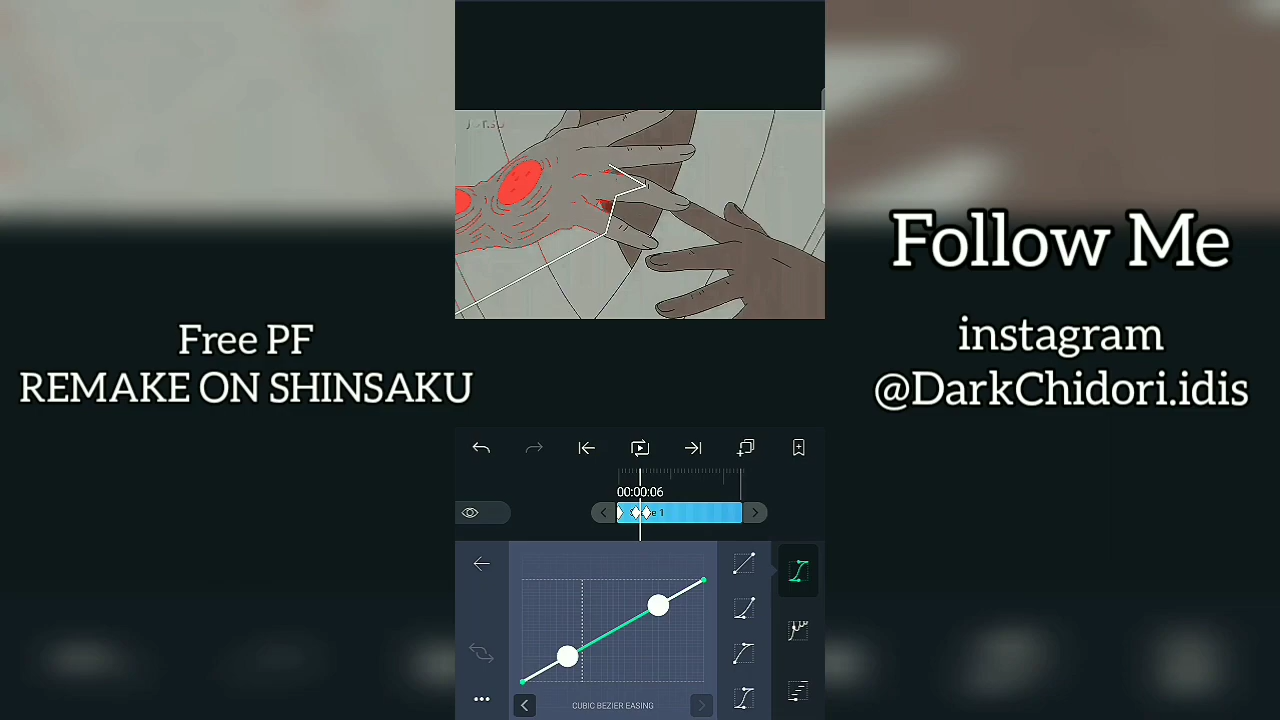 Follow Me
Free PF
REMAKE ON SHINSAKU
instagram
@DarkChidori.idis
00:00:06
CUBIC BEZIER EASING